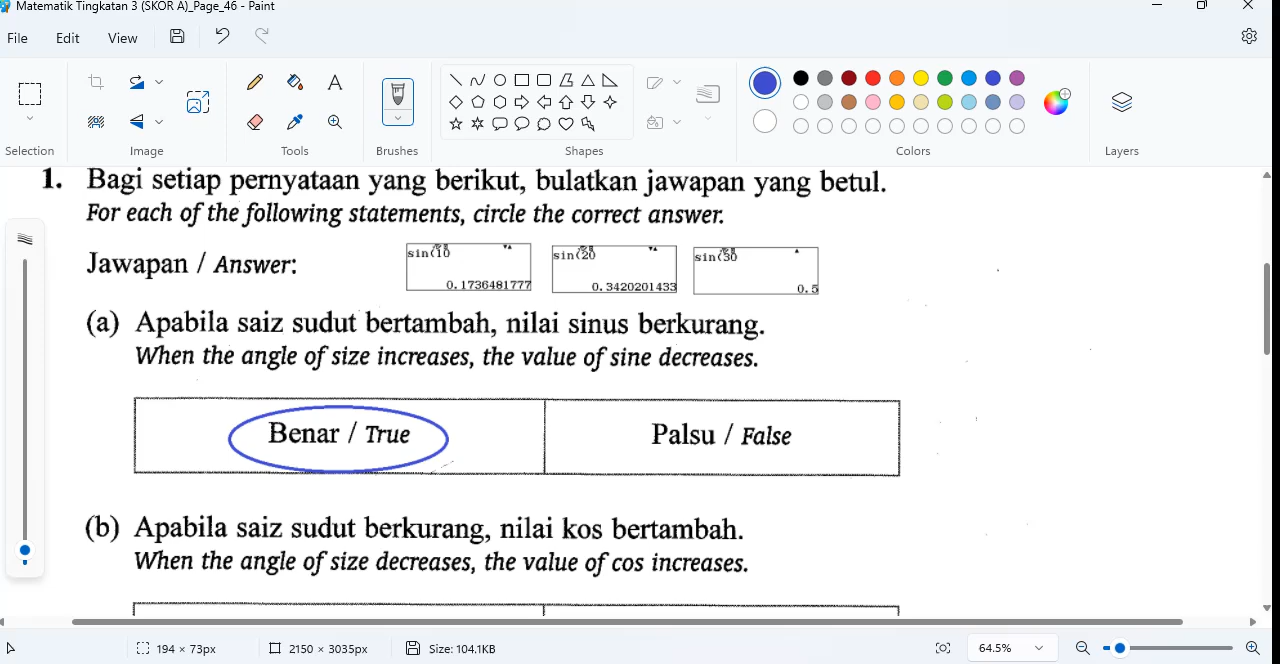 Matematik Tingkatan 3 (SKOR A)_Page_46 - Paint
File Edit View
Selection Image Tools Brushes Shapes Colors Layers
1. Bagi setiap pernyataan yang berikut, bulatkan jawapan yang betul.
For each of the following statements, circle the correct answer.
Jawapan / Answer:
sin(10
0.1736481777
sin(20
0.3420201433
sin(30
0.5
(a) Apabila saiz sudut bertambah, nilai sinus berkurang.
When the angle of size increases, the value of sine decreases.
Benar / True
Palsu / False
(b) Apabila saiz sudut berkurang, nilai kos bertambah.
When the angle of size decreases, the value of cos increases.
194 × 73px 2150 × 3035px Size: 104.1KB 64.5%